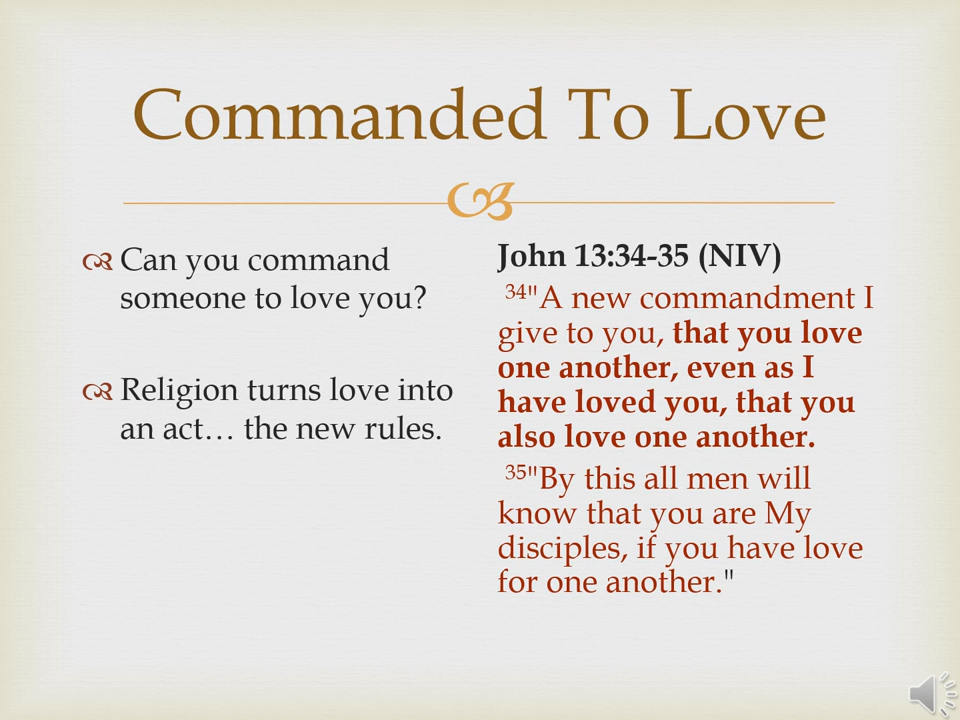 Commanded To Love
Can you command
someone to love you?
Religion turns love into
an act… the new rules.
John 13:34-35 (NIV)
34"A new commandment I
give to you, that you love
one another, even as I
have loved you, that you
also love one another.
35"By this all men will
know that you are My
disciples, if you have love
for one another."